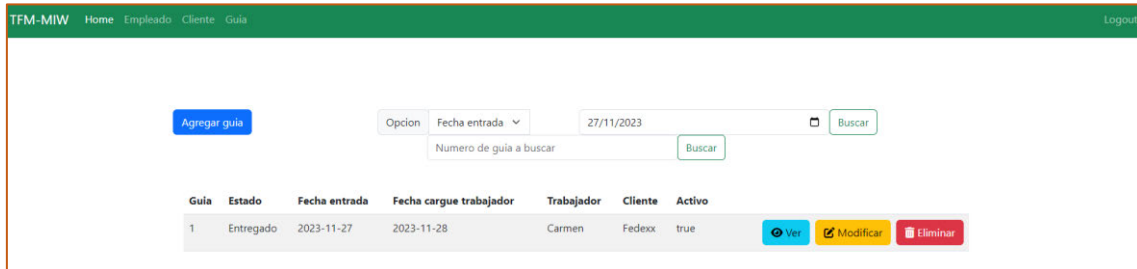 TFM-MIW Home Empleado Cliente Guia Logout
Agregar guia Opcion Fecha entrada 27/11/2023 Buscar
Numero de guia a buscar Buscar
Guia Estado Fecha entrada Fecha cargue trabajador Trabajador Cliente Activo
1 Entregado 2023-11-27 2023-11-28 Carmen Fedexx true Ver Modificar Eliminar